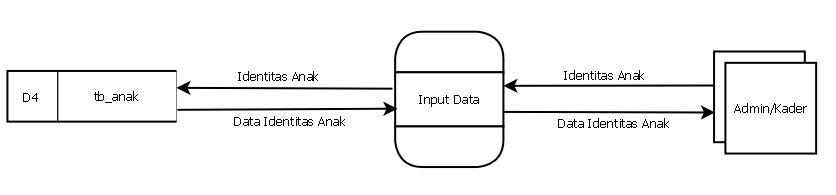 Identitas Anak
Identitas Anak
D4
tb_anak
Input Data
Admin/Kader
Data Identitas Anak
Data Identitas Anak